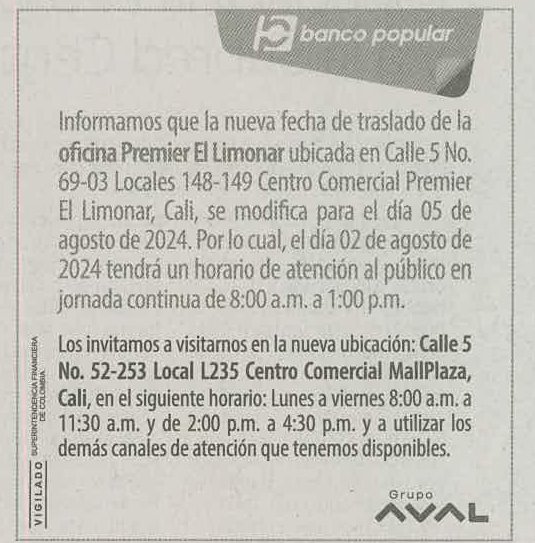 banco popular
Informamos que la nueva fecha de traslado de la
oficina Premier El Limonar ubicada en Calle 5 No.
69-03 Locales 148-149 Centro Comercial Premier
El Limonar, Cali, se modifica para el día 05 de
agosto de 2024. Por lo cual, el día 02 de agosto de
2024 tendrá un horario de atención al público en
jornada continua de 8:00 a.m. a 1:00 p.m.
Los invitamos a visitarnos en la nueva ubicación: Calle 5
No. 52-253 Local L235 Centro Comercial MallPlaza,
Cali, en el siguiente horario: Lunes a viernes 8:00 a.m. a
11:30 a.m. y de 2:00 p.m. a 4:30 p.m. y a utilizar los
demás canales de atención que tenemos disponibles.
VIGILADO
SUPERINTENDENCIA FINANCIERA
DE COLOMBIA
Grupo
AVAL